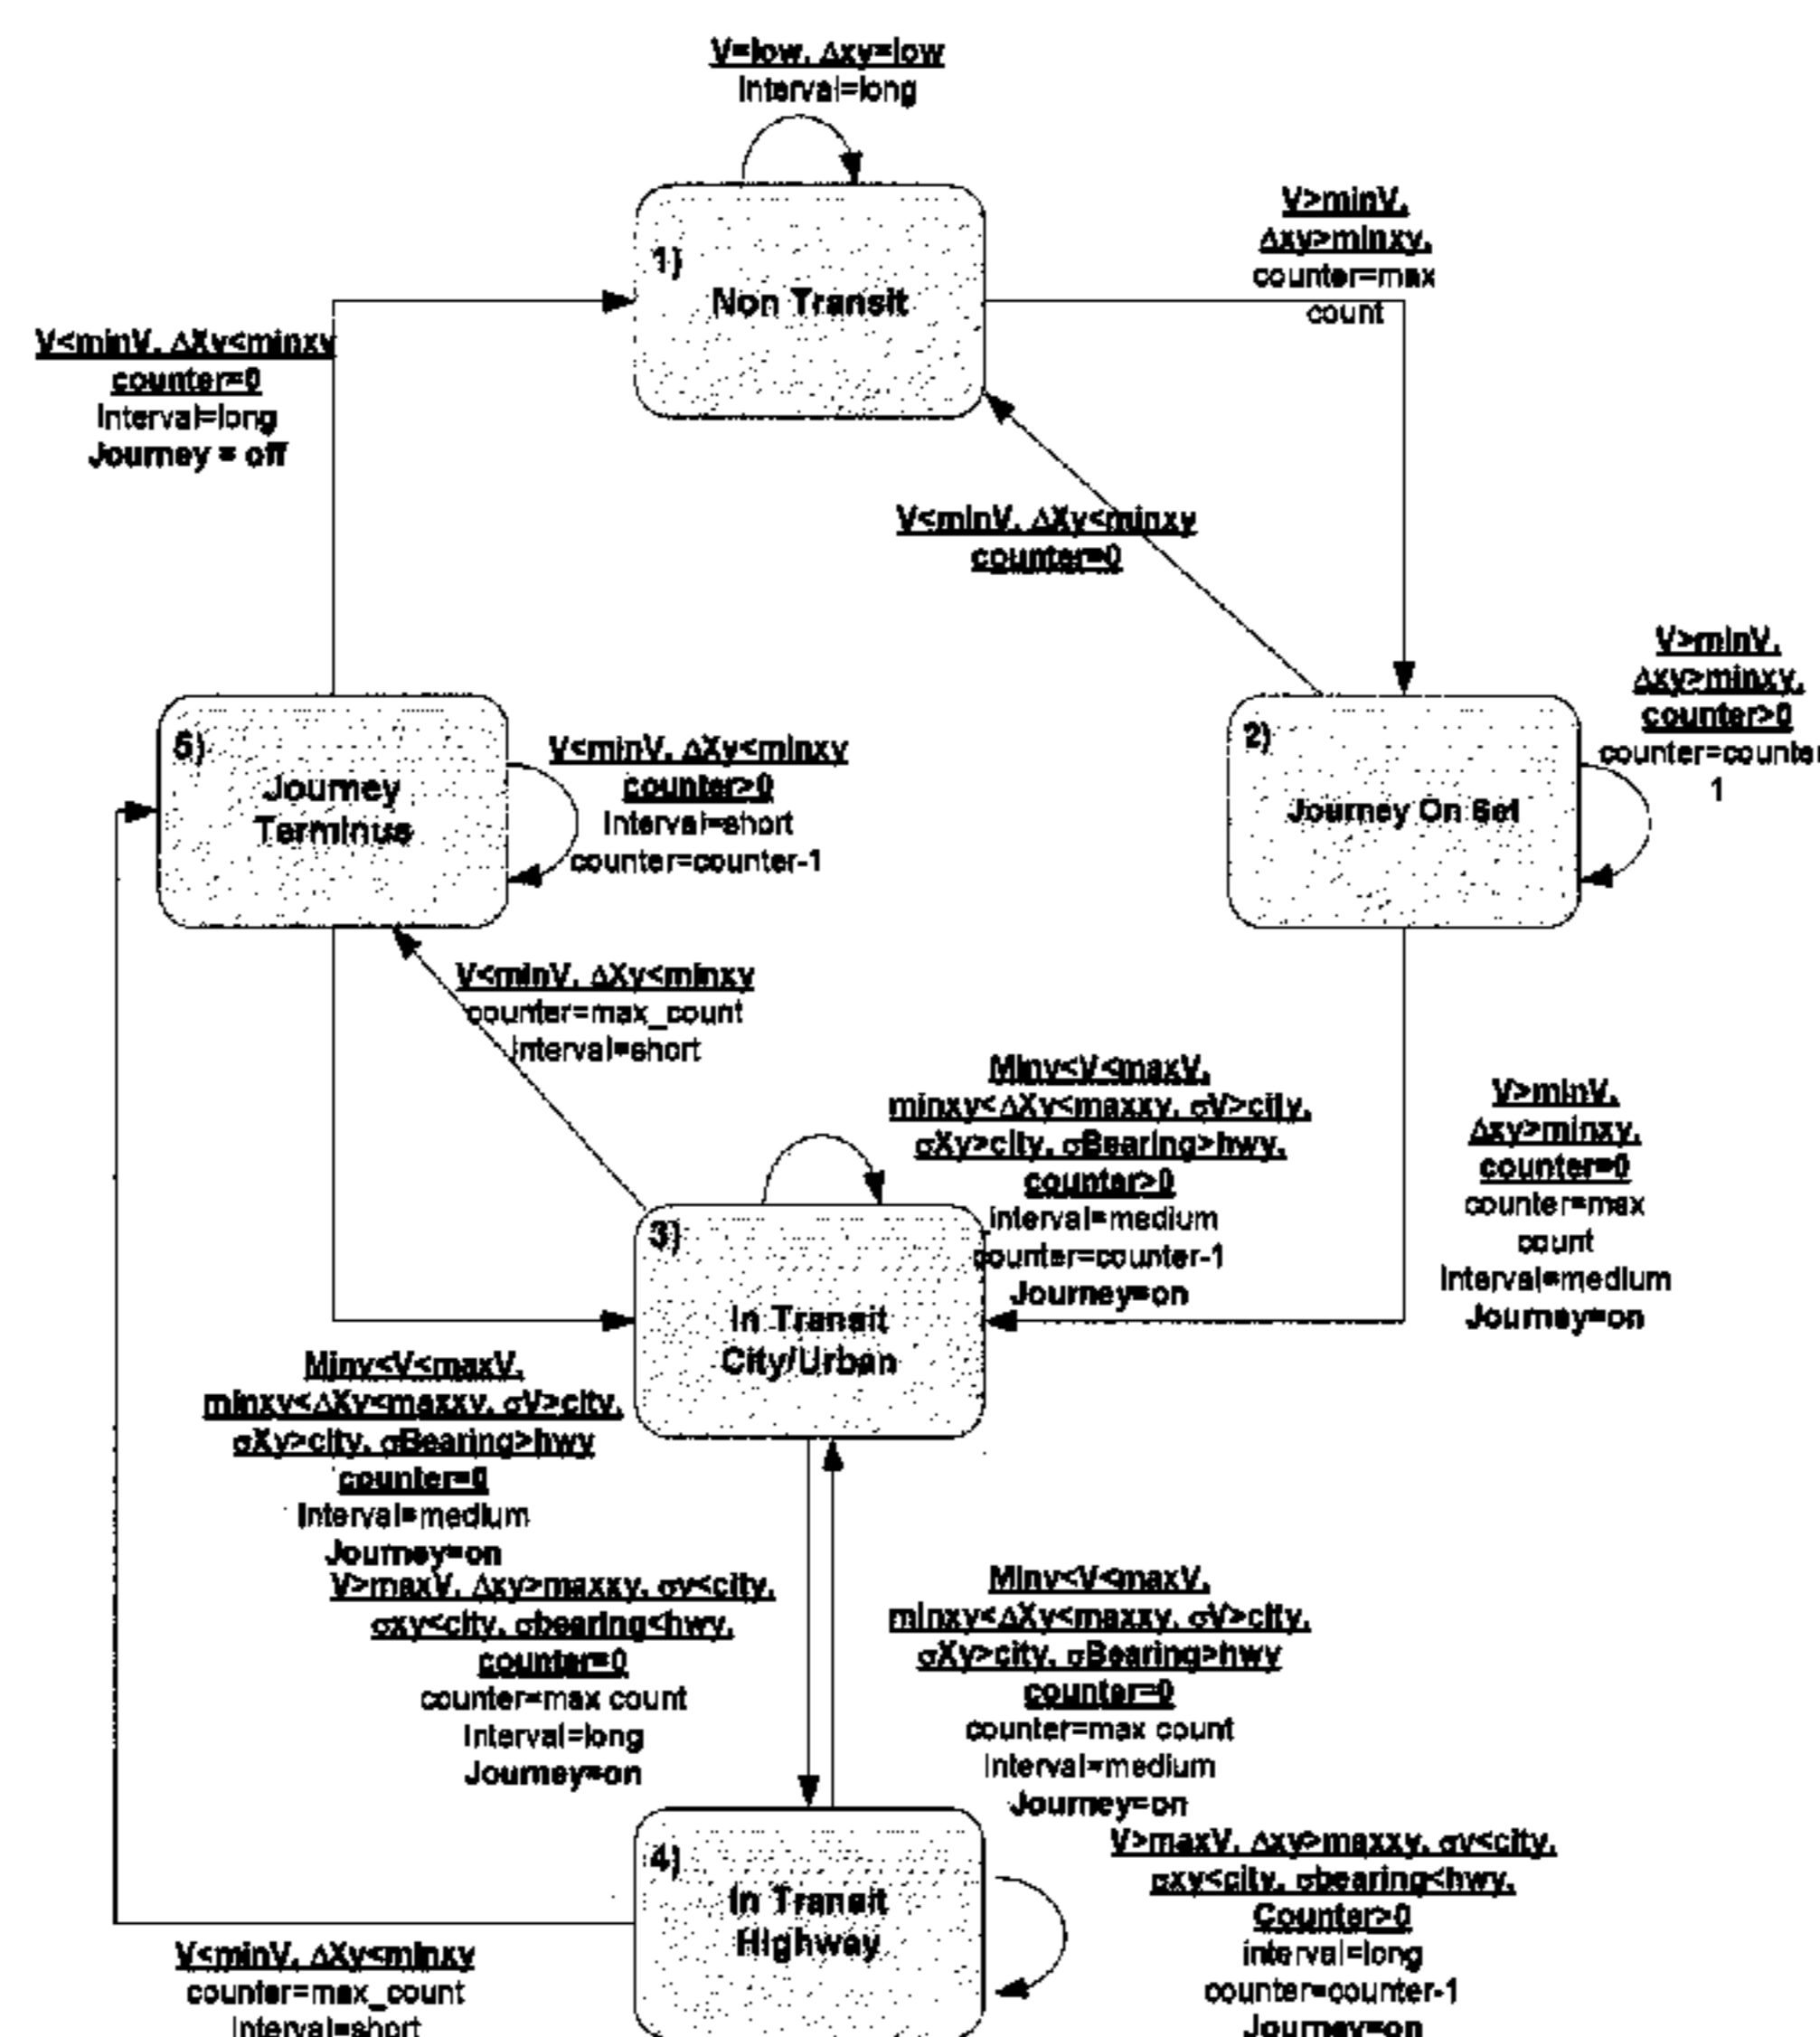 V=low, Δxy=low
Interval=long
V>minV,
Δxy>minxy,
counter=max
count
1)
Non Transit
V<minV, ΔXy<minxy
counter=0
Interval=long
Journey = off
V<minV, ΔXy<minxy
counter=0
V>minV,
Δxy>minxy,
counter>0
counter=counter
1
5)
Journey
Terminus
V<minV, ΔXy<minxy
counter>0
Interval=short
counter=counter-1
2)
Journey On Set
V<minV, ΔXy<minxy
counter=max_count
interval=short
Minv<V<maxV,
minxy<ΔXy<maxxy, σV>city,
σXy>city, σBearing>hwy,
counter>0
interval=medium
counter=counter-1
Journey=on
V>minV,
Δxy>minxy,
counter=0
counter=max
count
Interval=medium
Journey=on
3)
In Transit
City/Urban
Minv<V<maxV,
minxy<ΔXy<maxxy, σV>city,
σXy>city, σBearing>hwy
counter=0
Interval=medium
Journey=on
V>maxV, Δxy>maxxy, σv<city,
σxy<city, σbearing<hwy,
counter=0
counter=max count
Interval=long
Journey=on
Minv<V<maxV,
minxy<ΔXy<maxxy, σV>city,
σXy>city, σBearing>hwy
counter=0
counter=max count
Interval=medium
Journey=on
4)
In Transit
Highway
V>maxV, Δxy>maxxy, σv<city,
σxy<city, σbearing<hwy,
Counter>0
interval=long
counter=counter-1
Journey=on
V<minV, ΔXy<minxy
counter=max_count
Interval=short